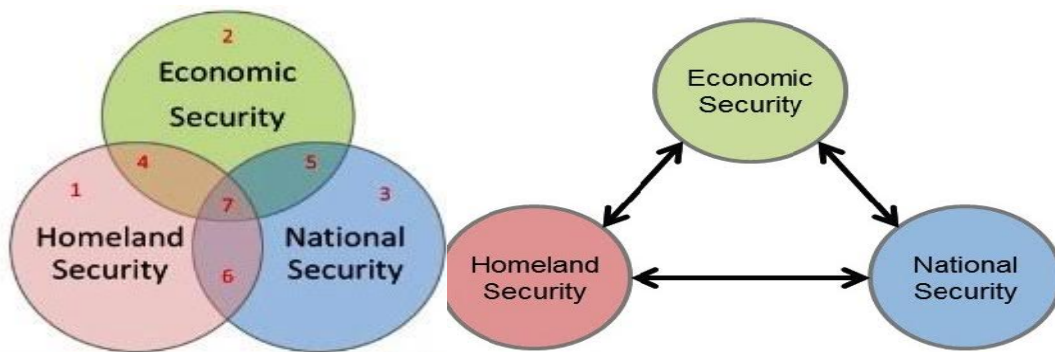 2
Economic
Security
4
5
1
3
7
Homeland
Security
National
Security
6
Economic
Security
Homeland
Security
National
Security